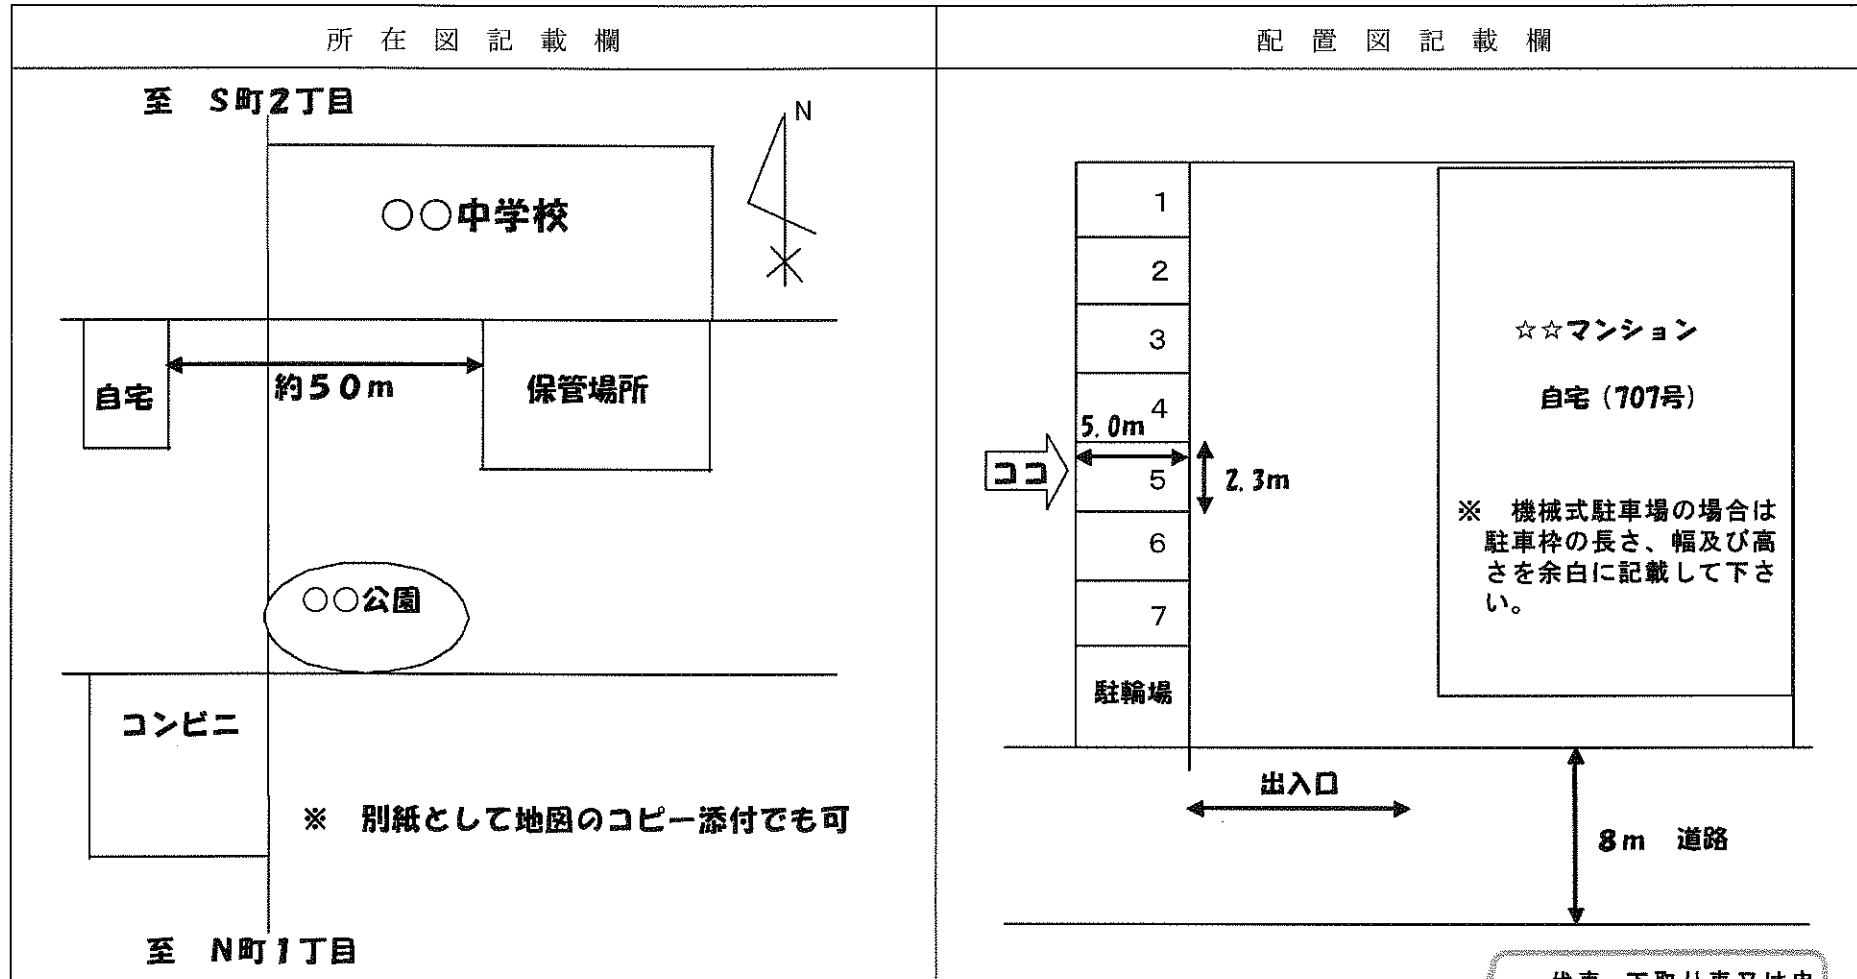 所在図記載欄
至 S町2丁目
N
○○中学校
自宅
約50m
保管場所
○○公園
コンビニ
※ 別紙として地図のコピー添付でも可
至 N町1丁目
配置図記載欄
1
2
3
4
5.0m
ココ
5
2.3m
6
7
駐輪場
☆☆マンション
自宅(707号)
※ 機械式駐車場の場合は
駐車枠の長さ、幅及び高
さを余白に記載して下さ
い。
出入口
8m 道路